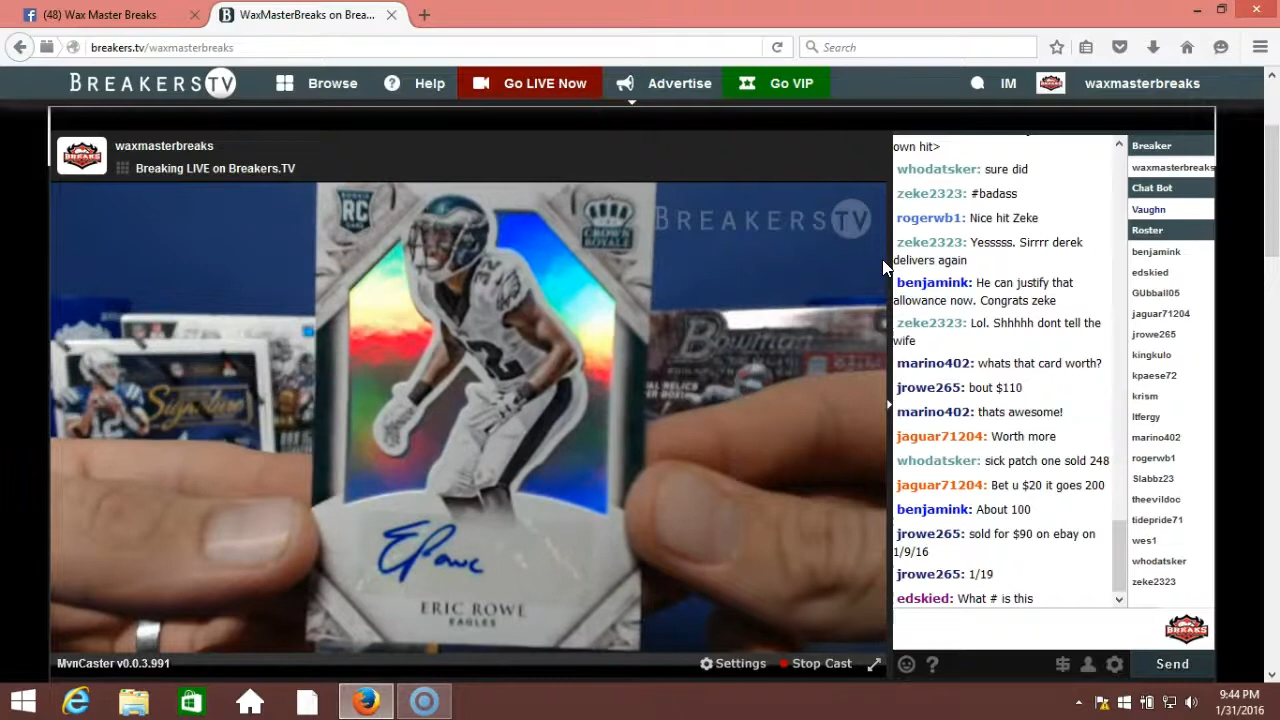 (48) Wax Master Breaks
WaxMasterBreaks on Brea...
breakers.tv/waxmasterbreaks
Search
BREAKERSTV
Browse
Help
Go LIVE Now
Advertise
Go VIP
IM
waxmasterbreaks
waxmasterbreaks
Breaking LIVE on Breakers.TV
BREAKERSTV
RC
CROWN
ROYALE
Signature
Bowman
ERIC ROWE
EAGLES
own hit>
whodatsker: sure did
zeke2323: #badass
rogerwb1: Nice hit Zeke
zeke2323: Yesssss. Sirrrr derek
delivers again
benjamink: He can justify that
allowance now. Congrats zeke
zeke2323: Lol. Shhhhh dont tell the
wife
marino402: whats that card worth?
jrowe265: bout $110
marino402: thats awesome!
jaguar71204: Worth more
whodatsker: sick patch one sold 248
jaguar71204: Bet u $20 it goes 200
benjamink: About 100
jrowe265: sold for $90 on ebay on
1/9/16
jrowe265: 1/19
edskied: What # is this
Breaker
waxmasterbreaks
Chat Bot
Vaughn
Roster
benjamink
edskied
GUbball05
jaguar71204
jrowe265
kingkulo
kpaese72
krism
ltfergy
marino402
rogerwb1
Slabbz23
theevildoc
tidepride71
wes1
whodatsker
zeke2323
BREAKS
MvnCaster v0.0.3.991
Settings
Stop Cast
Send
9:44 PM
1/31/2016